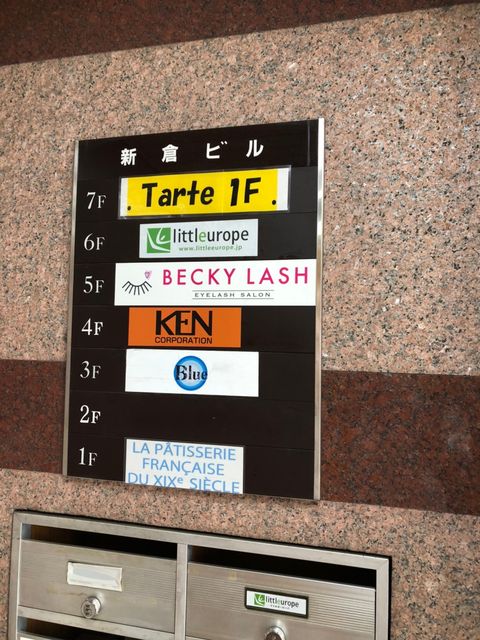 新倉ビル
7F . Tarte 1F .
6F littleurope
www.littleeurope.jp
5F BECKY LASH
EYELASH SALON
4F KEN
CORPORATION
3F Blue
2F
1F LA PÂTISSERIE
FRANÇAISE
DU XIXe SIÈCLE
littleurope